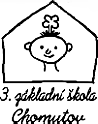 3. základní škola
Chomutov